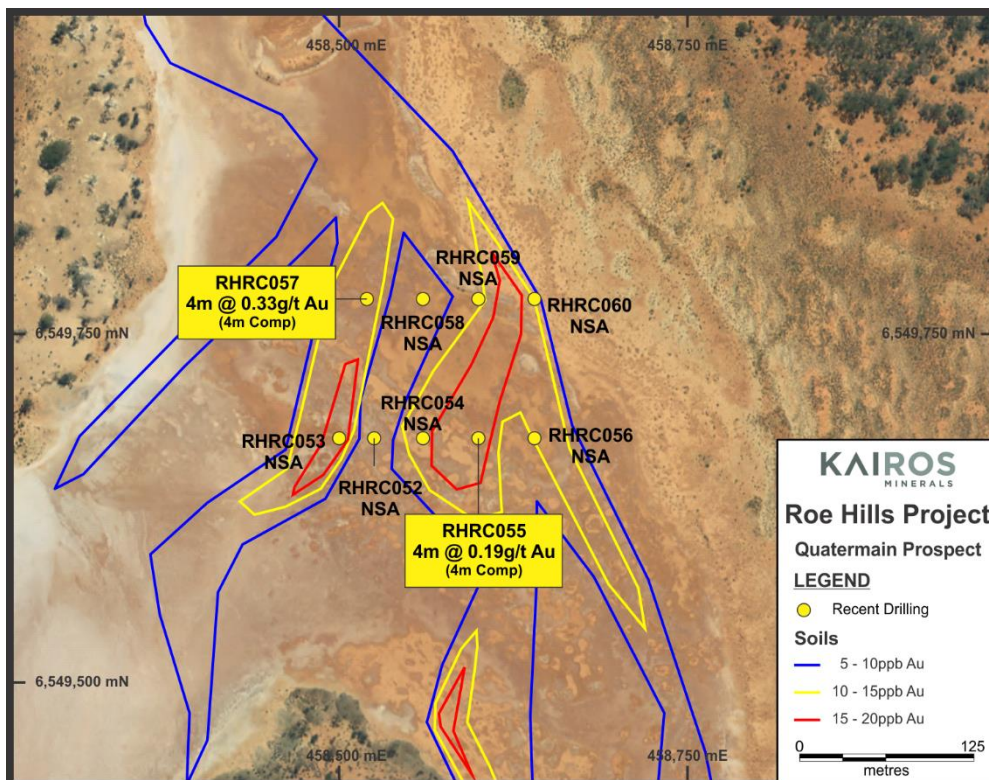 458,500 mE
458,750 mE
RHRC057
4m @ 0.33g/t Au
(4m Comp)
RHRC059
NSA
RHRC058
NSA
RHRC060
NSA
6,549,750 mN
6,549,750 mN
RHRC053
NSA
RHRC054
NSA
RHRC052
NSA
RHRC056
NSA
RHRC055
4m @ 0.19g/t Au
(4m Comp)
6,549,500 mN
458,500 mE
458,750 mE
KAIROS
MINERALS
Roe Hills Project
Quatermain Prospect
LEGEND
Recent Drilling
Soils
5 - 10ppb Au
10 - 15ppb Au
15 - 20ppb Au
0 125
metres